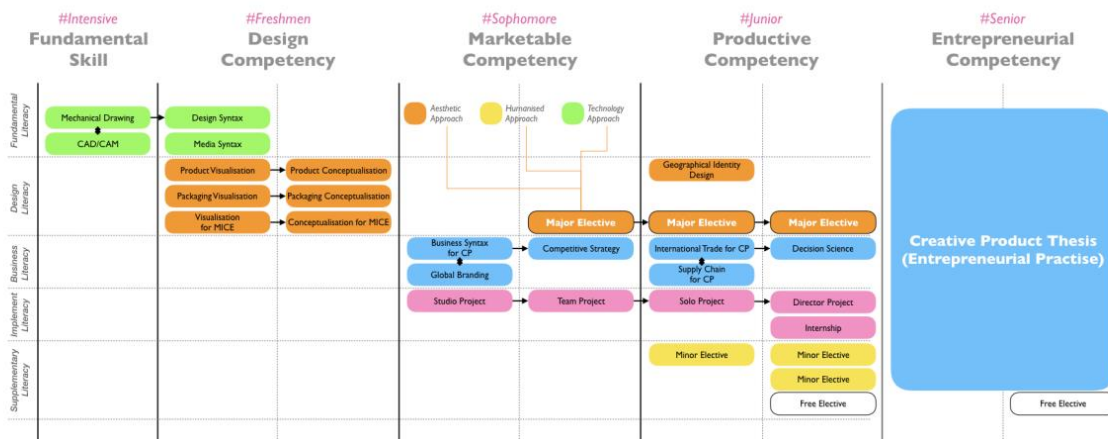 #Intensive
Fundamental
Skill
#Freshmen
Design
Competency
#Sophomore
Marketable
Competency
#Junior
Productive
Competency
#Senior
Entrepreneurial
Competency
Fundamental
Literacy
Mechanical Drawing
CAD/CAM
Design Syntax
Media Syntax
Aesthetic
Approach
Humanised
Approach
Technology
Approach
Design
Literacy
Product Visualisation
Product Conceptualisation
Packaging Visualisation
Packaging Conceptualisation
Visualisation
for MICE
Conceptualisation for MICE
Geographical Identity
Design
Major Elective
Major Elective
Major Elective
Business
Literacy
Business Syntax
for CP
Competitive Strategy
International Trade for CP
Decision Science
Global Branding
Supply Chain
for CP
Implement
Literacy
Studio Project
Team Project
Solo Project
Director Project
Internship
Supplementary
Literacy
Minor Elective
Minor Elective
Minor Elective
Free Elective
Creative Product Thesis
(Entrepreneurial Practise)
Free Elective